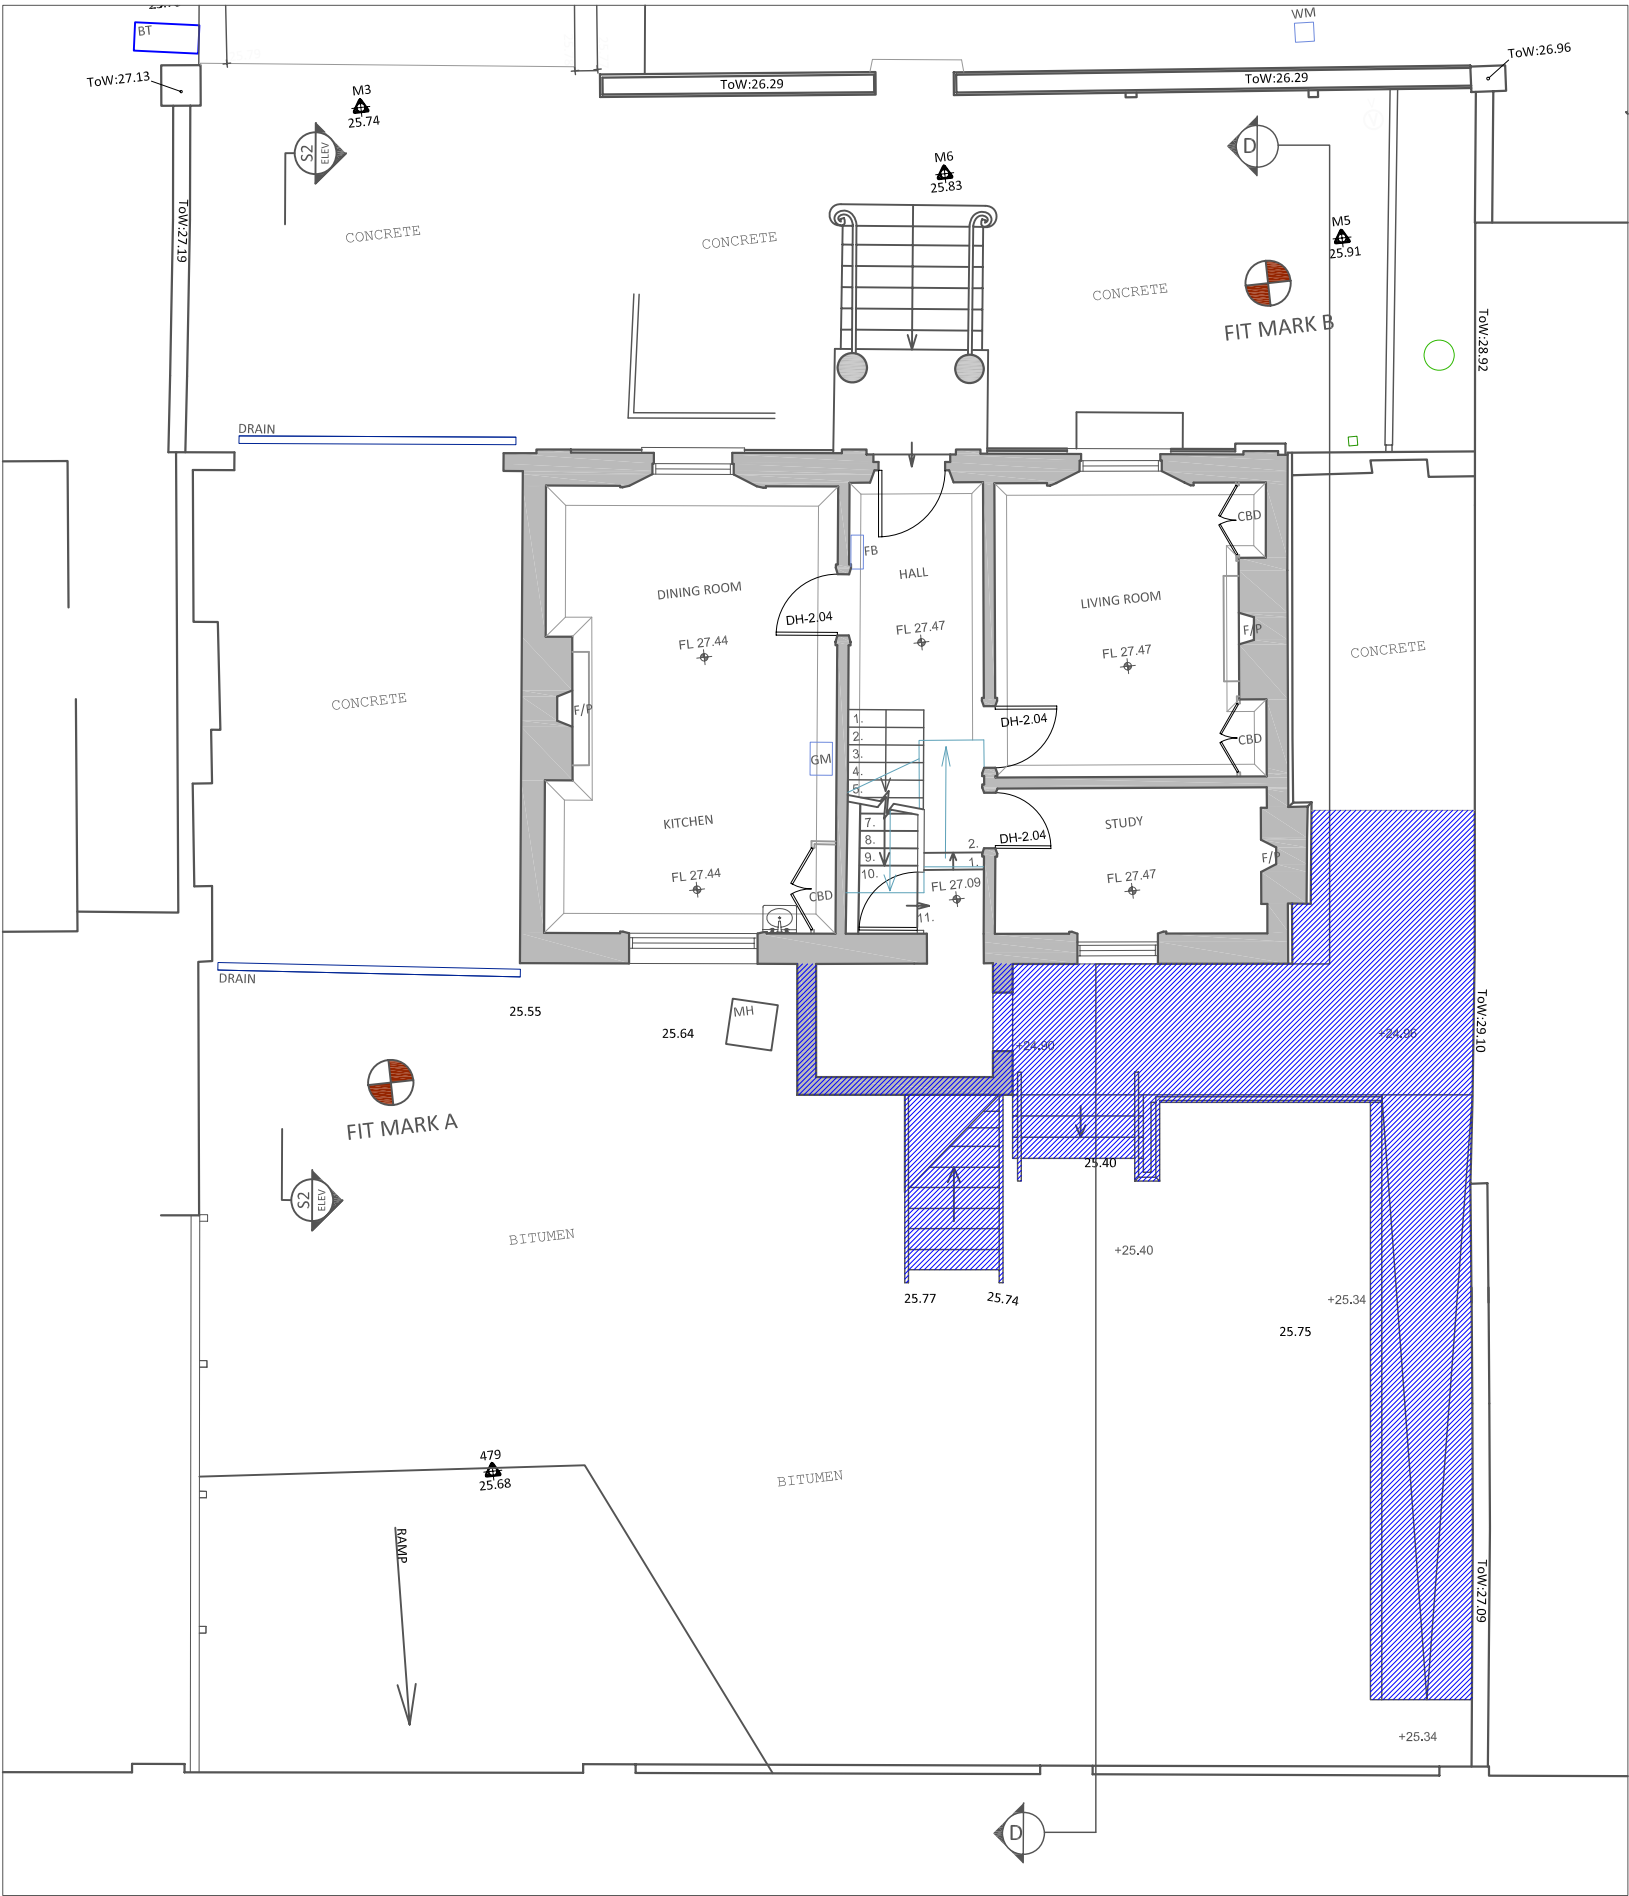 BT
WM
ToW:27.13
ToW:26.29
ToW:26.29
ToW:26.96
M3
25.74
S2
ELEV
D
M6
25.83
ToW:27.19
CONCRETE
CONCRETE
M5
25.91
CONCRETE
FIT MARK B
ToW:28.92
DRAIN
CBD
FB
HALL
DINING ROOM
LIVING ROOM
DH-2.04
FL 27.44
FL 27.47
F/P
FL 27.47
CONCRETE
CONCRETE
F/P
DH-2.04
CBD
1.
2.
3.
4.
5.
GM
KITCHEN
7.
8.
9.
10.
11.
2.
1.
DH-2.04
STUDY
F/P
FL 27.44
CBD
FL 27.09
FL 27.47
DRAIN
25.55
25.64
MH
+24.90
+24.96
ToW:29.10
FIT MARK A
25.40
S2
ELEV
BITUMEN
+25.40
25.77
25.74
+25.34
25.75
479
25.68
BITUMEN
RAMP
ToW:27.09
+25.34
D